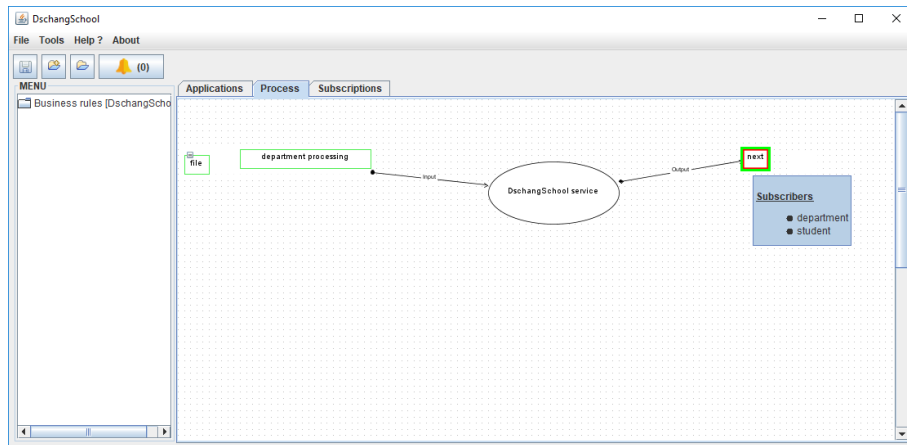 DschangSchool
File Tools Help ? About
(0)
MENU
Business rules [DschangScho
Applications Process Subscriptions
file
department processing
Input
DschangSchool service
Output
next
Subscribers
department
student